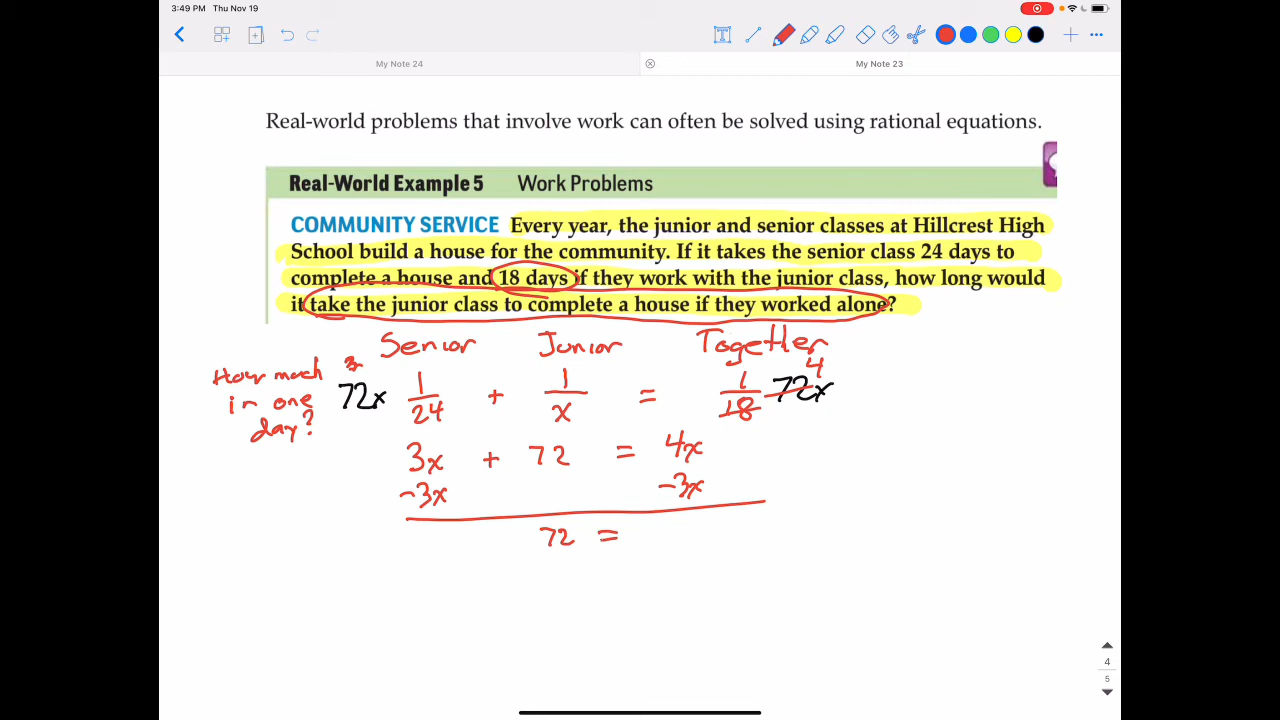 3:49 PM Thu Nov 19
My Note 24
My Note 23
Real-world problems that involve work can often be solved using rational equations.
Real-World Example 5 Work Problems
COMMUNITY SERVICE Every year, the junior and senior classes at Hillcrest High
School build a house for the community. If it takes the senior class 24 days to
complete a house and 18 days if they work with the junior class, how long would
it take the junior class to complete a house if they worked alone?
Senior Junior Together
How much in one day?
3 4
72x 1/24 + 1/x = 1/18 72x
3x + 72 = 4x
-3x -3x
72 =
4
5